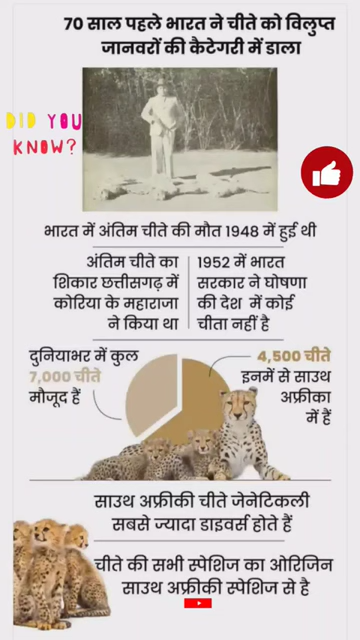 70 साल पहले भारत ने चीते को विलुप्त
जानवरों की कैटेगरी में डाला
DID YOU
KNOW?
भारत में अंतिम चीते की मौत 1948 में हुई थी
अंतिम चीते का
शिकार छत्तीसगढ़ में
कोरिया के महाराजा
ने किया था
1952 में भारत
सरकार ने घोषणा
की देश में कोई
चीता नहीं है
दुनियाभर में कुल
7,000 चीते
मौजूद हैं
4,500 चीते
इनमें से साउथ
अफ्रीका
में हैं
साउथ अफ्रीकी चीते जेनेटिकली
सबसे ज्यादा डाइवर्स होते हैं
चीते की सभी स्पेशिज का ओरिजिन
साउथ अफ्रीकी स्पेशिज से है